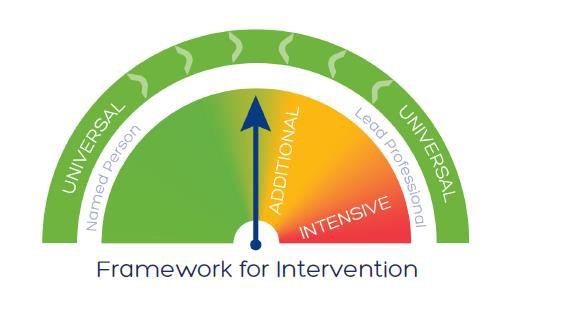 UNIVERSAL
UNIVERSAL
Named Person
Lead Professional
ADDITIONAL
INTENSIVE
Framework for Intervention